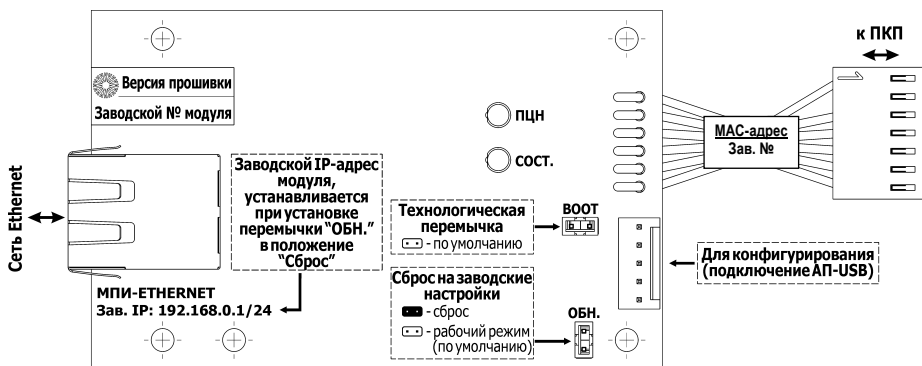 к ПКП
Версия прошивки
Заводской № модуля
ПЦН
СОСТ.
1
MAC-адрес
Зав. №
Сеть Ethernet
Заводской IP-адрес
модуля,
устанавливается
при установке
перемычки “ОБН.”
в положение
“Сброс”
Технологическая
перемычка
- по умолчанию
BOOT
Для конфигурирования
(подключение АП-USB)
Сброс на заводские
настройки
- сброс
- рабочий режим
(по умолчанию)
ОБН.
МПИ-ETHERNET
Зав. IP: 192.168.0.1/24